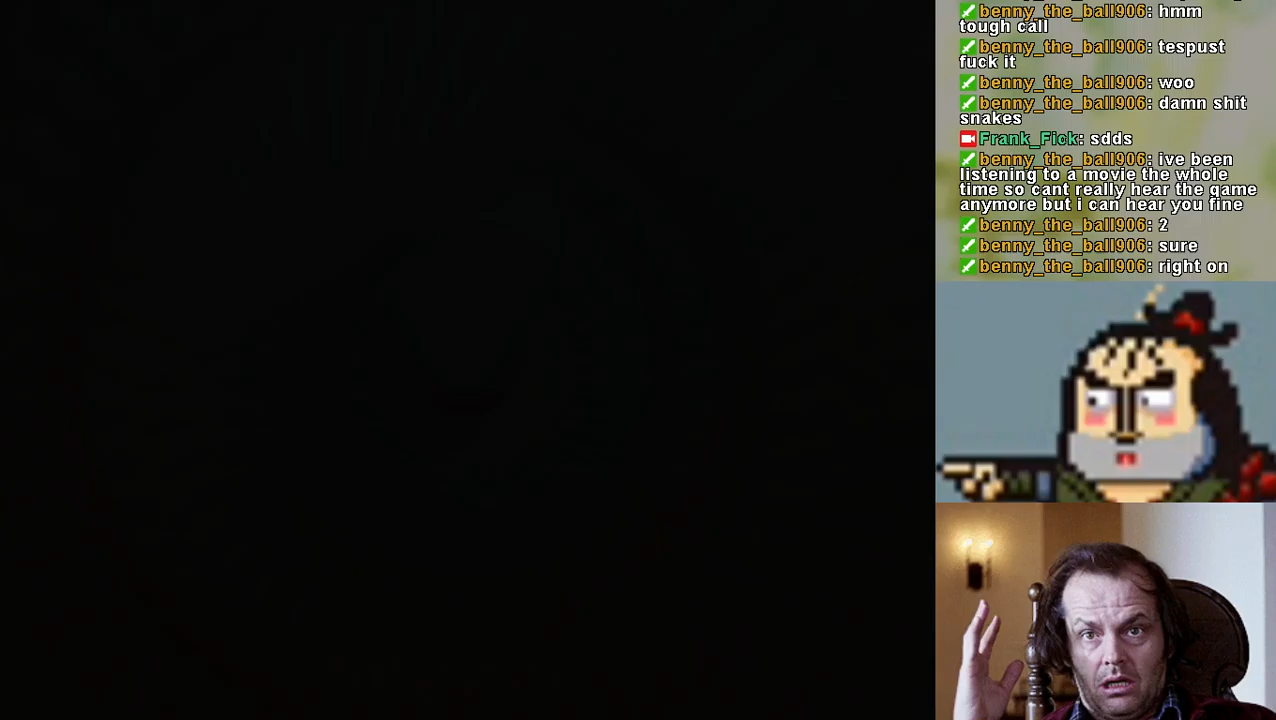 benny_the_ball906: hmm
tough call
benny_the_ball906: tespust
fuck it
benny_the_ball906: woo
benny_the_ball906: damn shit
snakes
Frank_Fick: sdds
benny_the_ball906: ive been
listening to a movie the whole
time so cant really hear the game
anymore but i can hear you fine
benny_the_ball906: 2
benny_the_ball906: sure
benny_the_ball906: right on